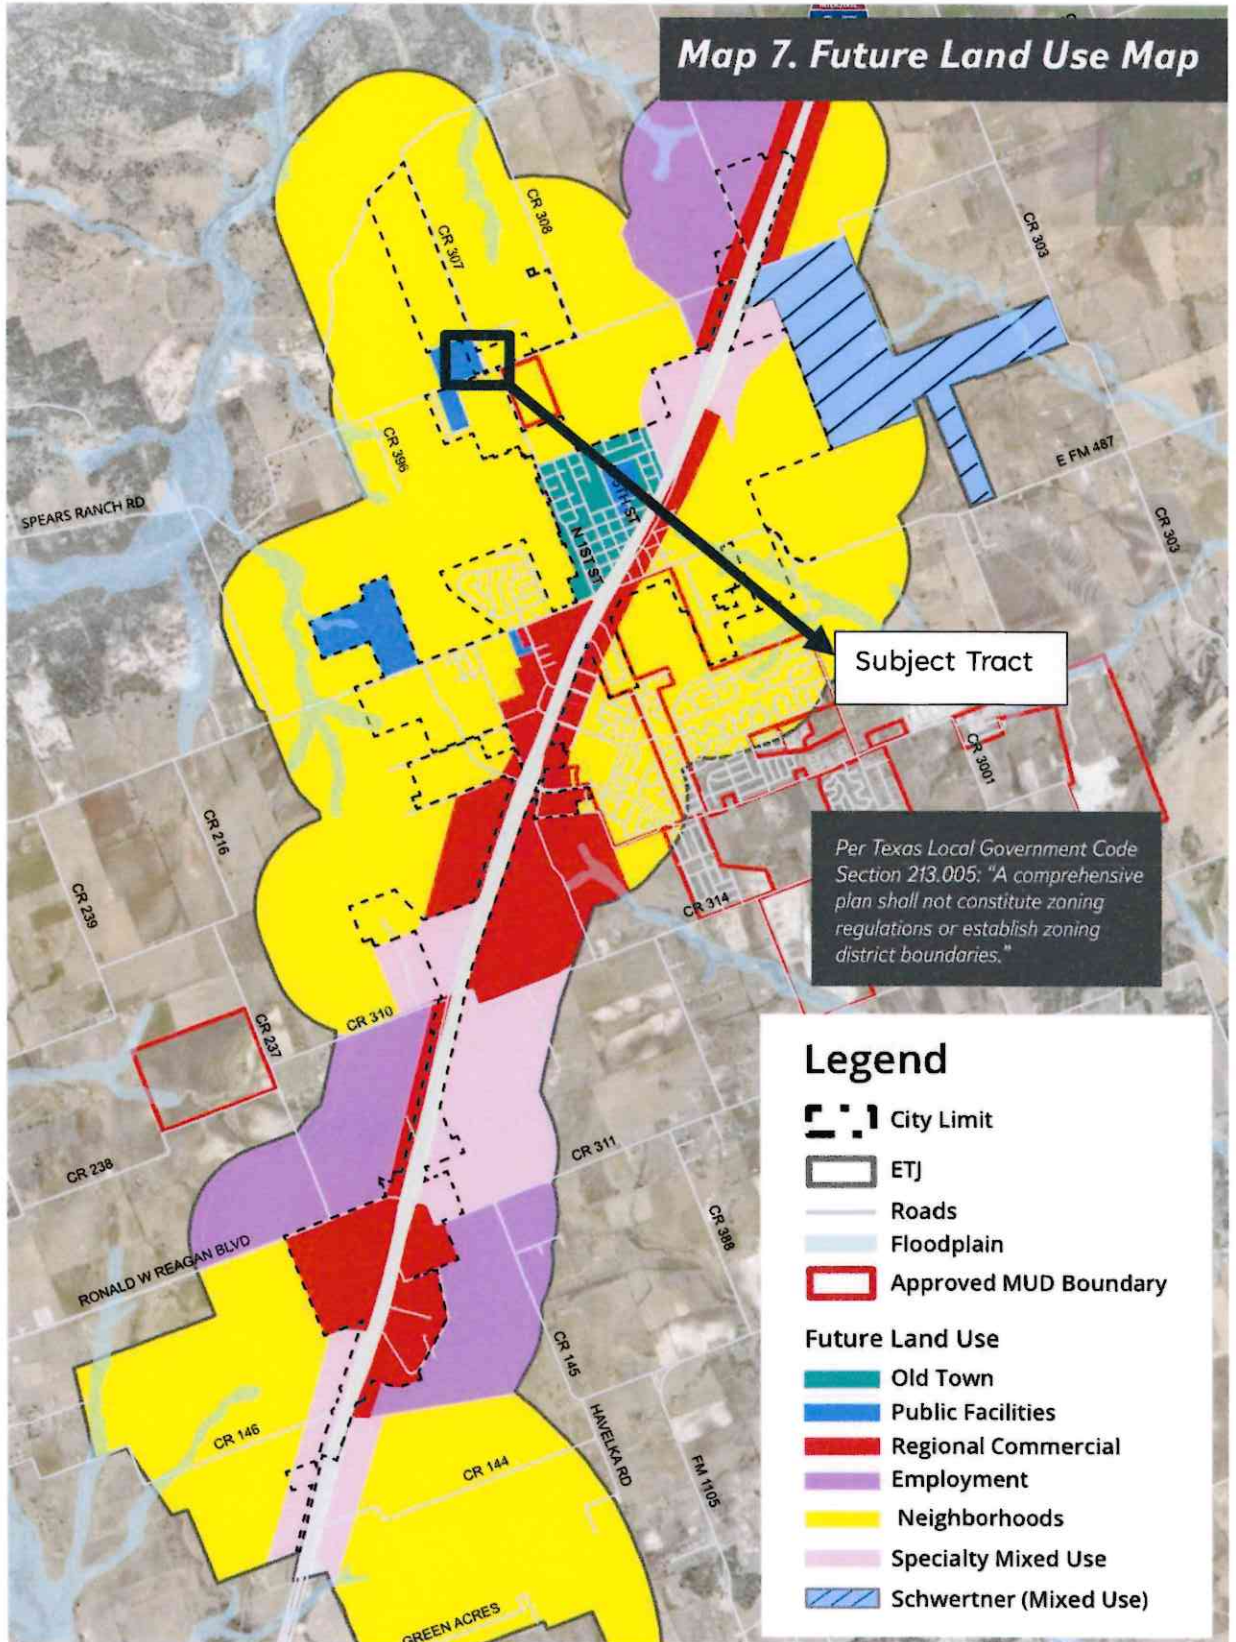 Map 7. Future Land Use Map
CR 308
CR 307
CR 303
CR 396
E FM 487
SPEARS RANCH RD
5TH ST
N 1ST ST
CR 303
Subject Tract
CR 3001
CR 216
CR 239
Per Texas Local Government Code
Section 213.005: “A comprehensive
plan shall not constitute zoning
regulations or establish zoning
district boundaries.”
CR 314
CR 310
CR 237
CR 238
CR 311
CR 388
RONALD W REAGAN BLVD
CR 145
HAVELKA RD
CR 146
CR 144
FM 1105
GREEN ACRES
Legend
City Limit
ETJ
Roads
Floodplain
Approved MUD Boundary
Future Land Use
Old Town
Public Facilities
Regional Commercial
Employment
Neighborhoods
Specialty Mixed Use
Schwertner (Mixed Use)